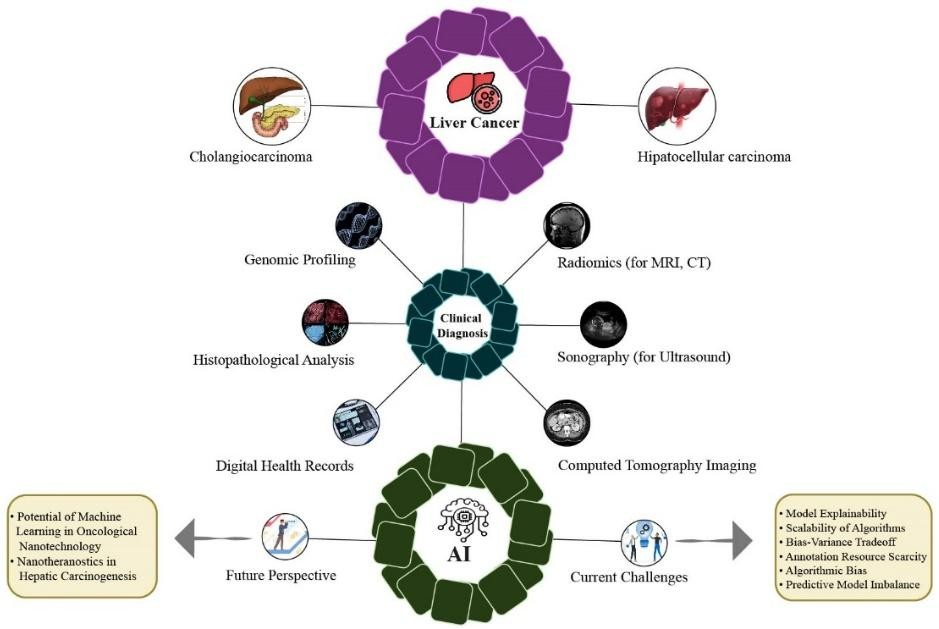 Liver Cancer
Cholangiocarcinoma
Hipatocellular carcinoma
Genomic Profiling
Radiomics (for MRI, CT)
Clinical
Diagnosis
Histopathological Analysis
Sonography (for Ultrasound)
Digital Health Records
Computed Tomography Imaging
AI
• Potential of Machine
Learning in Oncological
Nanotechnology
• Nanotheranostics in
Hepatic Carcinogenesis
Future Perspective
Current Challenges
• Model Explainability
• Scalability of Algorithms
• Bias-Variance Tradeoff
• Annotation Resource Scarcity
• Algorithmic Bias
• Predictive Model Imbalance